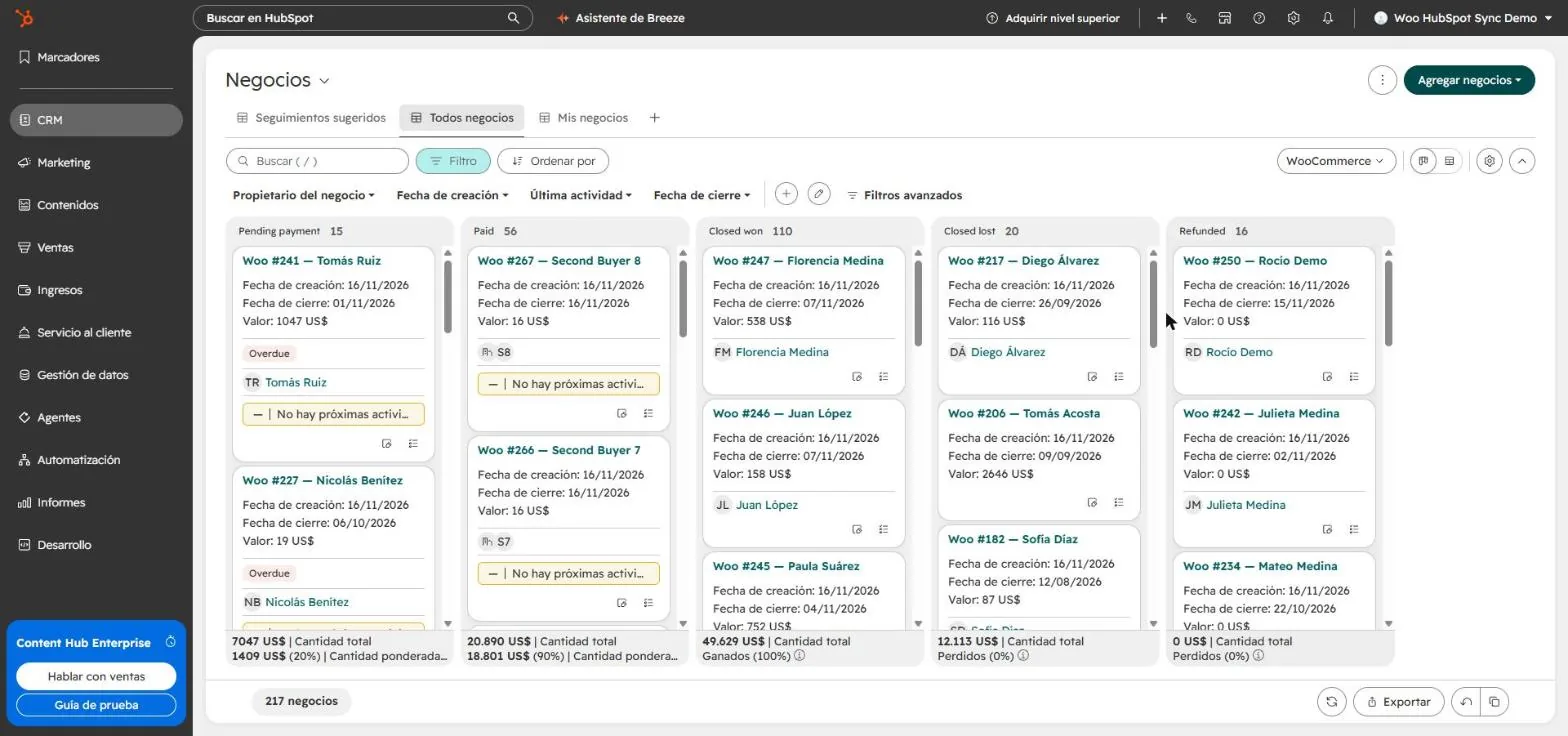 Buscar en HubSpot
Asistente de Breeze
Adquirir nivel superior
Woo HubSpot Sync Demo
Marcadores
CRM
Marketing
Contenidos
Ventas
Ingresos
Servicio al cliente
Gestión de datos
Agentes
Automatización
Informes
Desarrollo
Content Hub Enterprise
Hablar con ventas
Guía de prueba
Negocios
Agregar negocios
Seguimientos sugeridos
Todos negocios
Mis negocios
Buscar ( / )
Filtro
Ordenar por
WooCommerce
Propietario del negocio
Fecha de creación
Última actividad
Fecha de cierre
Filtros avanzados
Pending payment 15
Woo #241 — Tomás Ruiz
Fecha de creación: 16/11/2026
Fecha de cierre: 01/11/2026
Valor: 1047 US$
Overdue
TR Tomás Ruiz
— | No hay próximas activi...
Woo #227 — Nicolás Benítez
Fecha de creación: 16/11/2026
Fecha de cierre: 06/10/2026
Valor: 19 US$
Overdue
NB Nicolás Benítez
7047 US$ | Cantidad total
1409 US$ (20%) | Cantidad ponderada...
Paid 56
Woo #267 — Second Buyer 8
Fecha de creación: 16/11/2026
Fecha de cierre: 16/11/2026
Valor: 16 US$
S8
— | No hay próximas activi...
Woo #266 — Second Buyer 7
Fecha de creación: 16/11/2026
Fecha de cierre: 16/11/2026
Valor: 16 US$
S7
— | No hay próximas activi...
20.890 US$ | Cantidad total
18.801 US$ (90%) | Cantidad pondera...
Closed won 110
Woo #247 — Florencia Medina
Fecha de creación: 16/11/2026
Fecha de cierre: 07/11/2026
Valor: 538 US$
FM Florencia Medina
Woo #246 — Juan López
Fecha de creación: 16/11/2026
Fecha de cierre: 07/11/2026
Valor: 158 US$
JL Juan López
Woo #245 — Paula Suárez
Fecha de creación: 16/11/2026
Fecha de cierre: 04/11/2026
Valor: 752 US$
49.629 US$ | Cantidad total
Ganados (100%)
Closed lost 20
Woo #217 — Diego Álvarez
Fecha de creación: 16/11/2026
Fecha de cierre: 26/09/2026
Valor: 116 US$
DÁ Diego Álvarez
Woo #206 — Tomás Acosta
Fecha de creación: 16/11/2026
Fecha de cierre: 09/09/2026
Valor: 2646 US$
Woo #182 — Sofía Díaz
Fecha de creación: 16/11/2026
Fecha de cierre: 12/08/2026
Valor: 87 US$
12.113 US$ | Cantidad total
Perdidos (0%)
Refunded 16
Woo #250 — Rocío Demo
Fecha de creación: 16/11/2026
Fecha de cierre: 15/11/2026
Valor: 0 US$
RD Rocío Demo
Woo #242 — Julieta Medina
Fecha de creación: 16/11/2026
Fecha de cierre: 02/11/2026
Valor: 0 US$
JM Julieta Medina
Woo #234 — Mateo Medina
Fecha de creación: 16/11/2026
Fecha de cierre: 22/10/2026
Valor: 0 US$
0 US$ | Cantidad total
Perdidos (0%)
217 negocios
Exportar